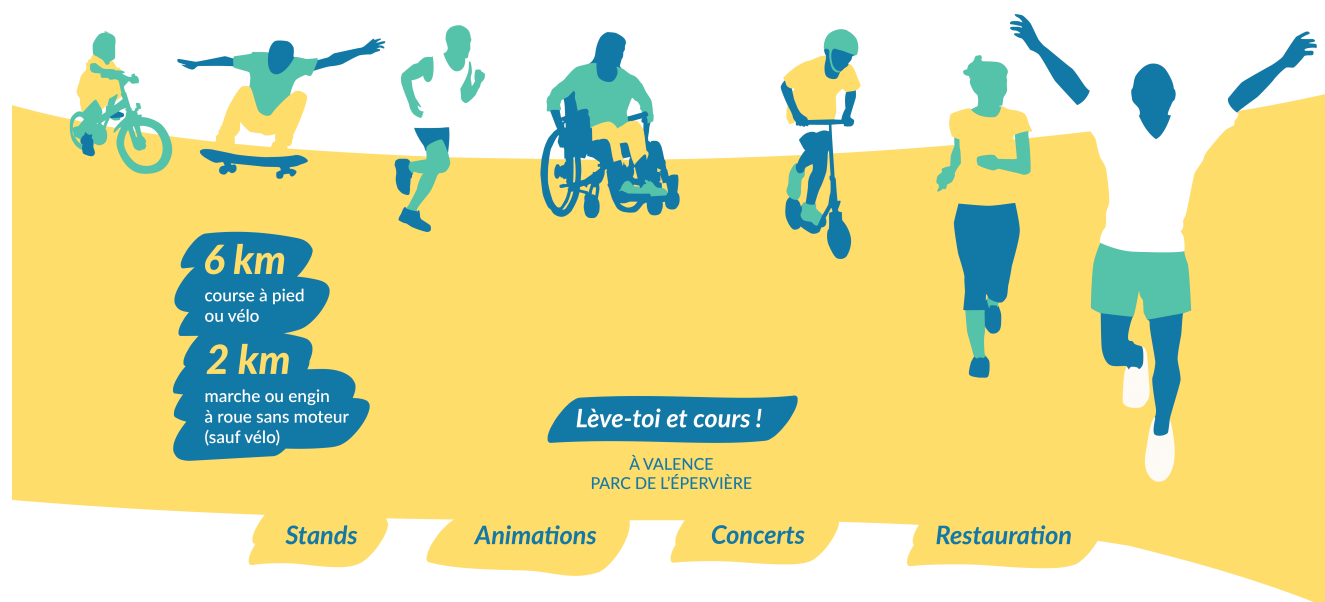 6 km
course à pied
ou vélo
2 km
marche ou engin
à roue sans moteur
(sauf vélo)
Lève-toi et cours !
À VALENCE
PARC DE L'ÉPERVIÈRE
Stands
Animations
Concerts
Restauration